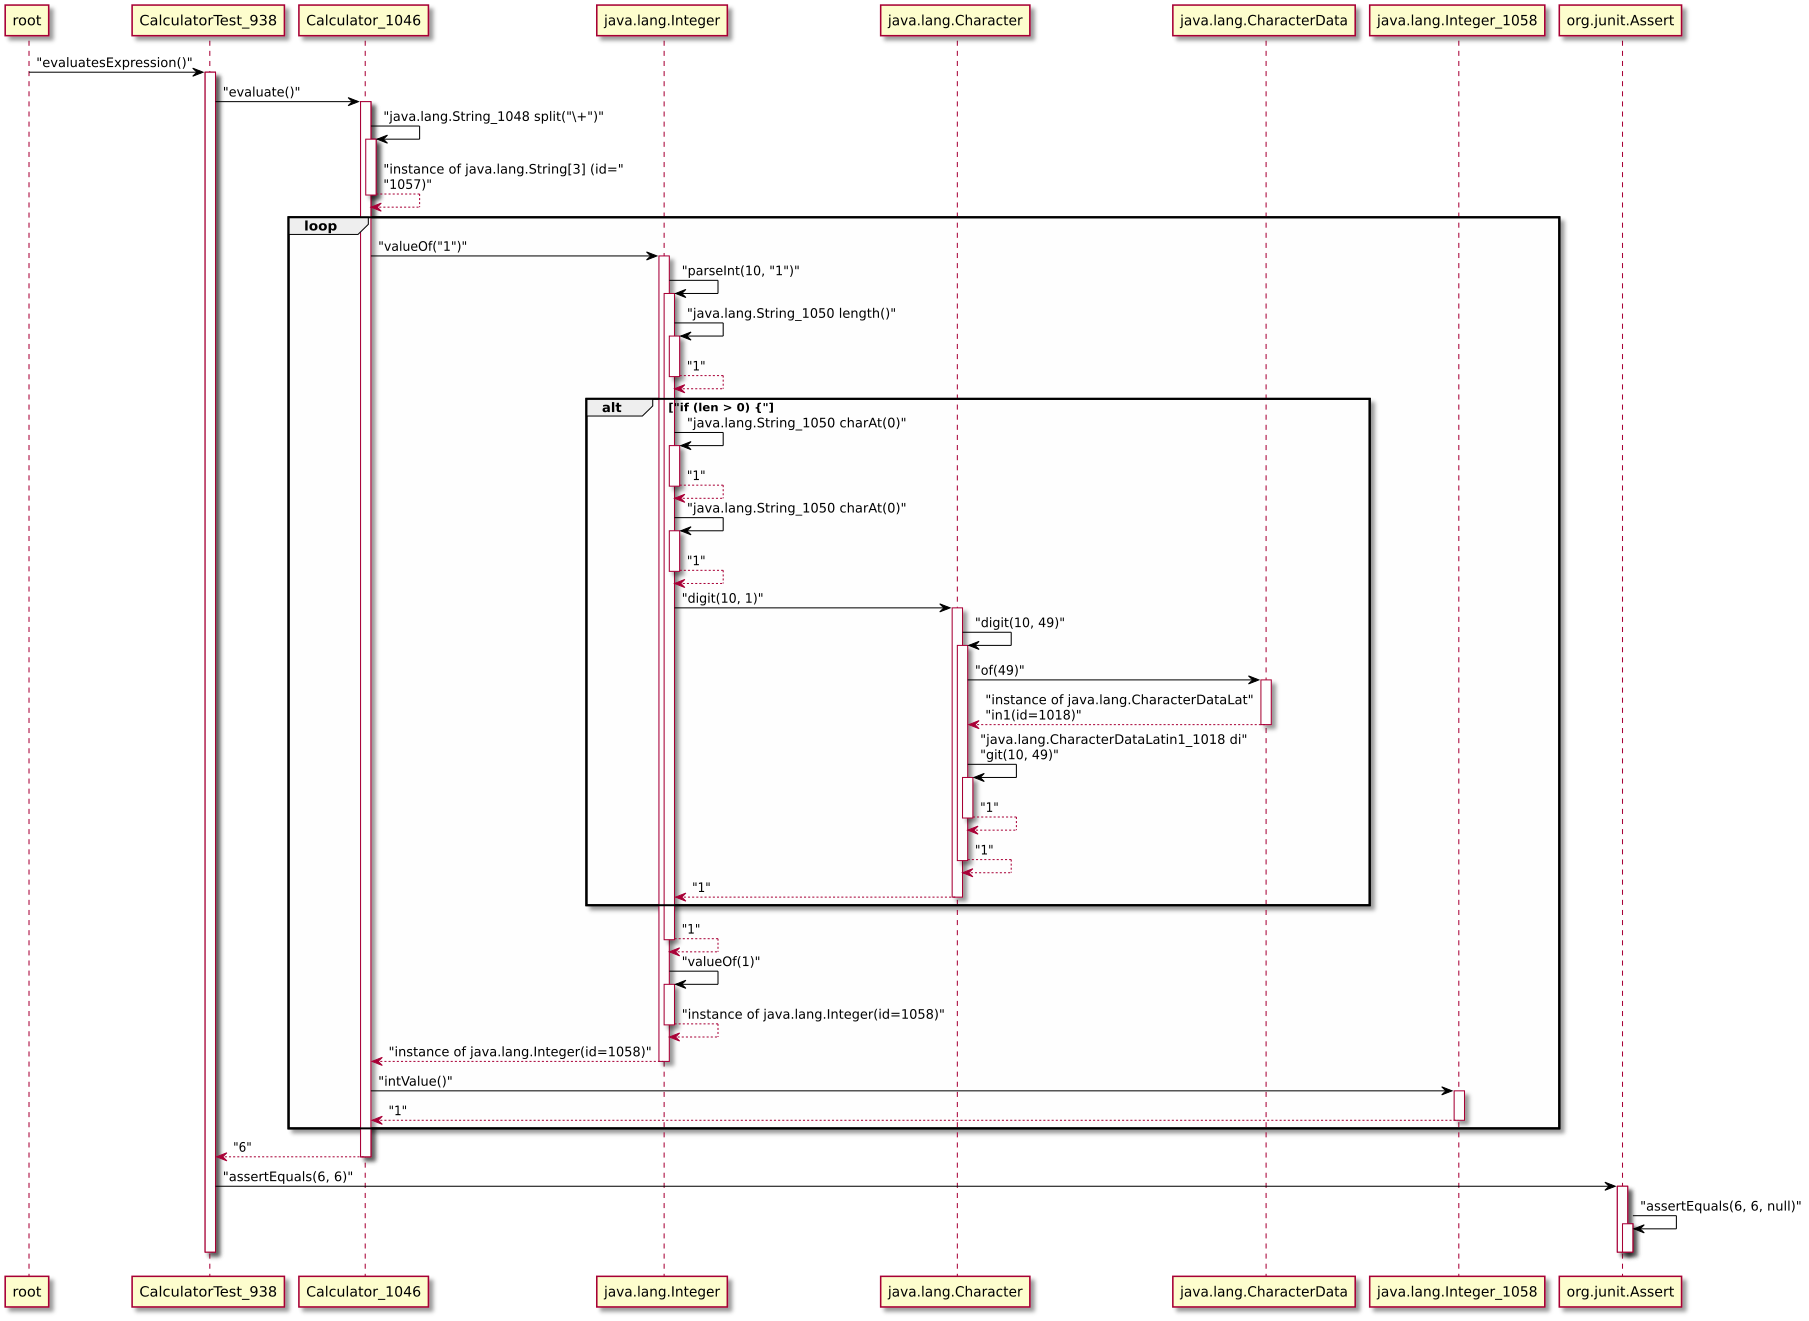 root
CalculatorTest_938
Calculator_1046
java.lang.Integer
java.lang.Character
java.lang.CharacterData
java.lang.Integer_1058
org.junit.Assert
"evaluatesExpression()"
"evaluate()"
"java.lang.String_1048 split("\+")"
"instance of java.lang.String[3] (id="
"1057)"
loop
"valueOf("1")"
"parseInt(10, "1")"
"java.lang.String_1050 length()"
"1"
alt
["if (len > 0) {"]
"java.lang.String_1050 charAt(0)"
"1"
"java.lang.String_1050 charAt(0)"
"1"
"digit(10, 1)"
"digit(10, 49)"
"of(49)"
"instance of java.lang.CharacterDataLat"
"in1(id=1018)"
"java.lang.CharacterDataLatin1_1018 di"
"git(10, 49)"
"1"
"1"
"1"
"1"
"valueOf(1)"
"instance of java.lang.Integer(id=1058)"
"instance of java.lang.Integer(id=1058)"
"intValue()"
"1"
"6"
"assertEquals(6, 6)"
"assertEquals(6, 6, null)"
root
CalculatorTest_938
Calculator_1046
java.lang.Integer
java.lang.Character
java.lang.CharacterData
java.lang.Integer_1058
org.junit.Assert